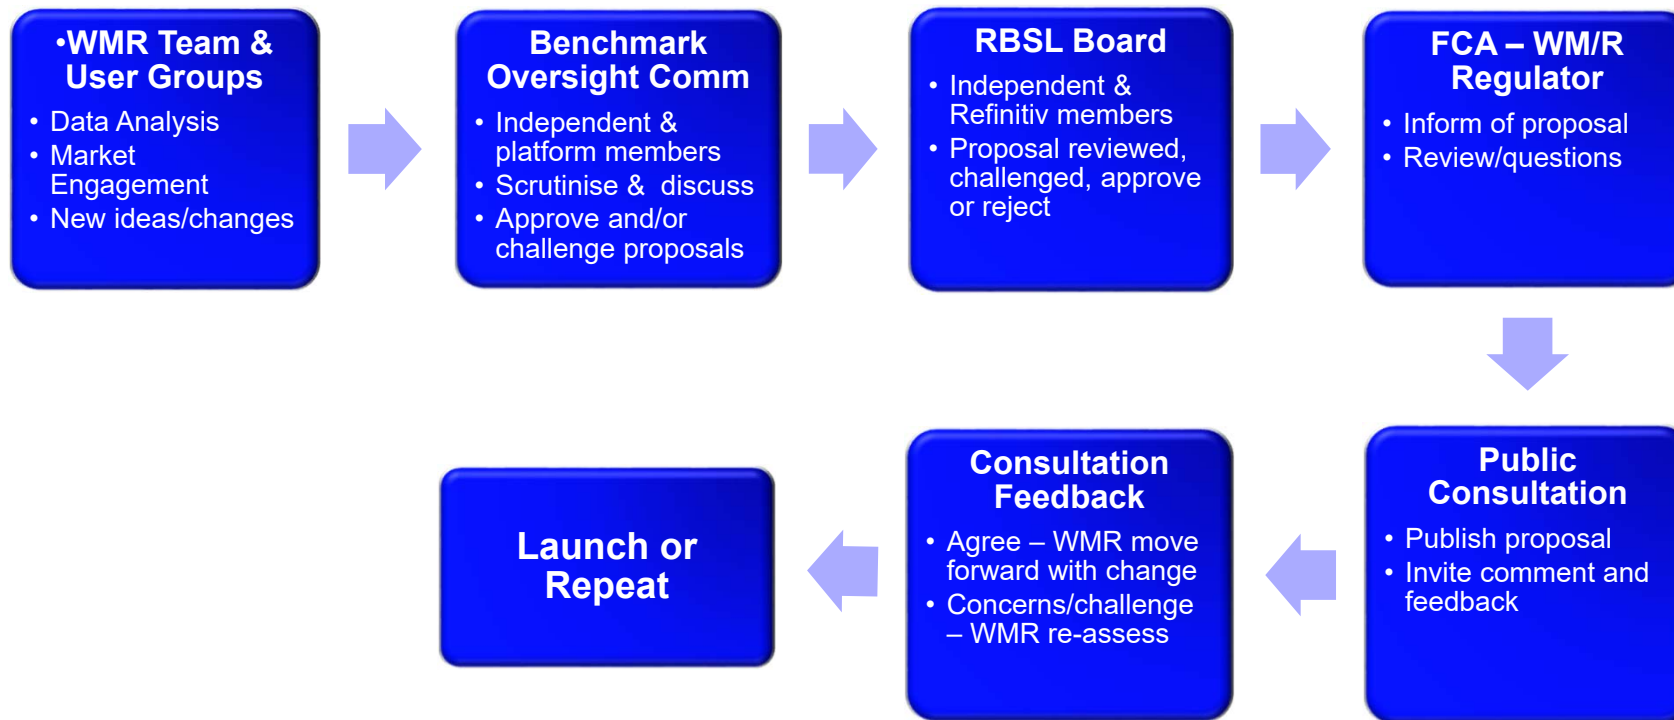 •WMR Team &
User Groups
• Data Analysis
• Market
Engagement
• New ideas/changes
Benchmark
Oversight Comm
• Independent &
platform members
• Scrutinise & discuss
• Approve and/or
challenge proposals
RBSL Board
• Independent &
Refinitiv members
• Proposal reviewed,
challenged, approve
or reject
FCA – WM/R
Regulator
• Inform of proposal
• Review/questions
Public
Consultation
• Publish proposal
• Invite comment and
feedback
Consultation
Feedback
• Agree – WMR move
forward with change
• Concerns/challenge
– WMR re-assess
Launch or
Repeat